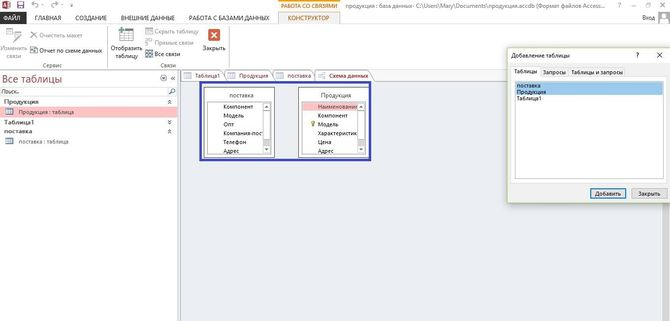 РАБОТА СО СВЯЗЯМИ
продукция : база данных- C:\Users\Mary\Documents\продукция.accdb (Формат файлов Access...
?
ФАЙЛ ГЛАВНАЯ СОЗДАНИЕ ВНЕШНИЕ ДАННЫЕ РАБОТА С БАЗАМИ ДАННЫХ КОНСТРУКТОР
Вход
Изменить связи
Очистить макет
Отчет по схеме данных
Сервис
Отобразить таблицу
Скрыть таблицу
Прямые связи
Все связи
Закрыть
Связи
Все таблицы
Поиск.
Продукция
Продукция : таблица
Таблица1
поставка
поставка : таблица
Таблица1 Продукция поставка Схема данных
поставка
Компонент
Модель
Опт
Компания-пос
Телефон
Адрес
Продукция
Наименование
Компонент
Модель
Характеристик
Цена
Адрес
Добавление таблицы
?
Таблицы Запросы Таблицы и запросы
поставка
Продукция
Таблица1
Добавить Закрыть